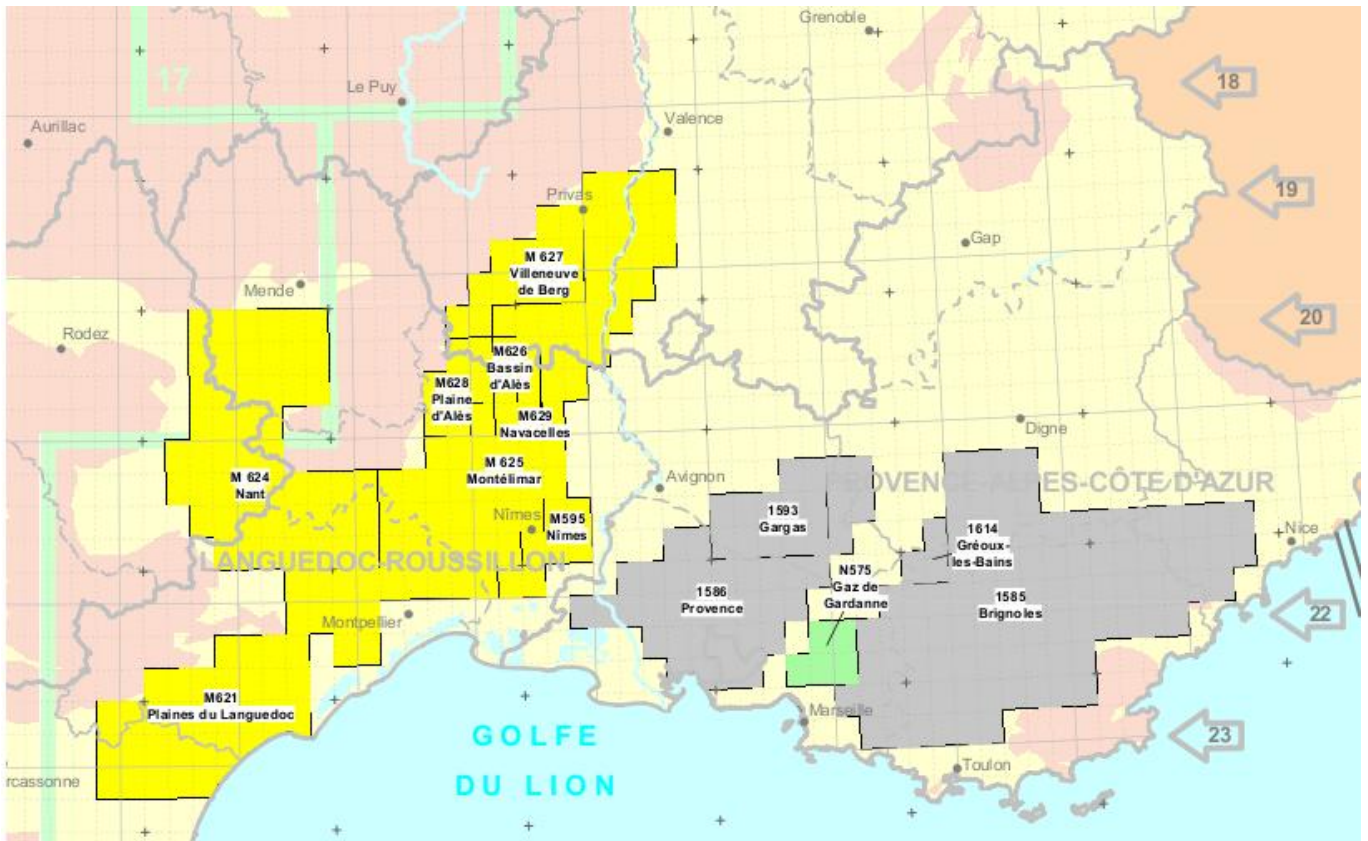 Grenoble
18
17
Le Puy
Aurillac
Valence
19
Privas
Gap
M 627
Villeneuve
de Berg
Mende
20
Rodez
M626
Bassin
d'Alès
M628
Plaine
d'Alès
M629
Navacelles
Digne
M 625
Montélimar
M 624
Nant
Avignon
PROVENCE-ALPES-CÔTE D'AZUR
1593
Gargas
M595
Nîmes
Nîmes
1614
Gréoux-
les-Bains
Nice
LANGUEDOC-ROUSSILLON
N575
Gaz de
Gardanne
1586
Provence
1585
Brignoles
22
Montpellier
M621
Plaines du Languedoc
Marseille
23
GOLFE
DU LION
Toulon
rcassonne